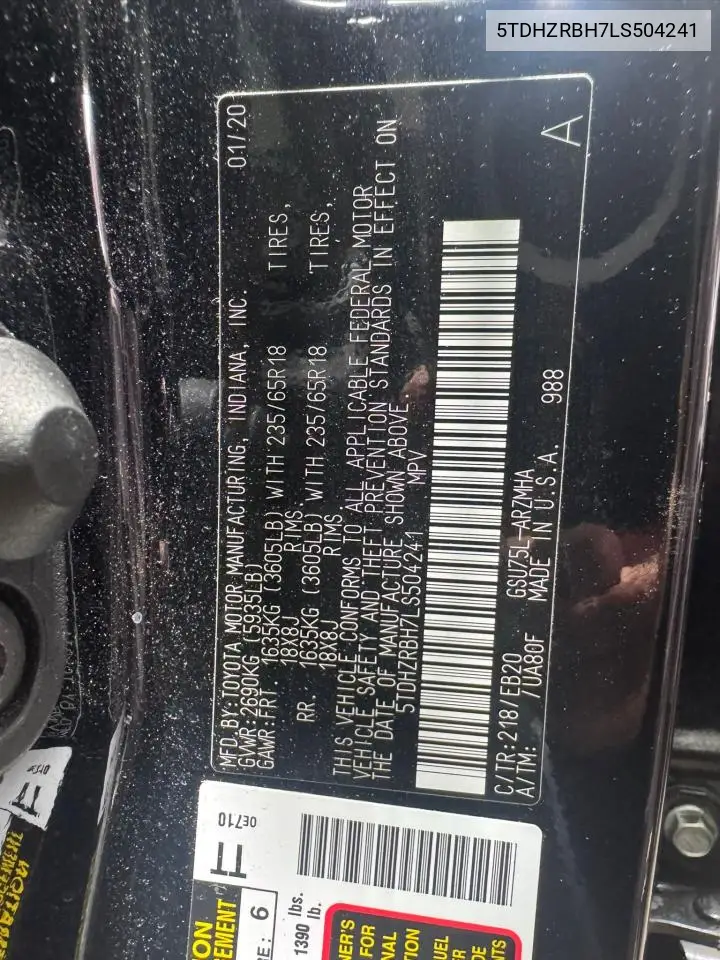 5TDHZRBH7LS504241
MFD.BY:TOYOTA MOTOR MANUFACTURING, INDIANA, INC. 01/20
GVWR:2690KG (5935LB)
GAWR:FRT. 1635KG (3605LB) WITH 235/65R18 TIRES,
18X8J RIMS
RR. 1635KG (3605LB) WITH 235/65R18 TIRES,
18X8J RIMS
THIS VEHICLE CONFORMS TO ALL APPLICABLE FEDERAL MOTOR
VEHICLE SAFETY AND THEFT PREVENTION STANDARDS IN EFFECT ON
THE DATE OF MANUFACTURE SHOWN ABOVE.
5TDHZRBH7LS504241 MPV
C/TR:218/EB20 GSU75L-ARZMHA
A/TM: /UA80F MADE IN U.S.A. 988
A
0E710
1390 lbs.
lb.
6